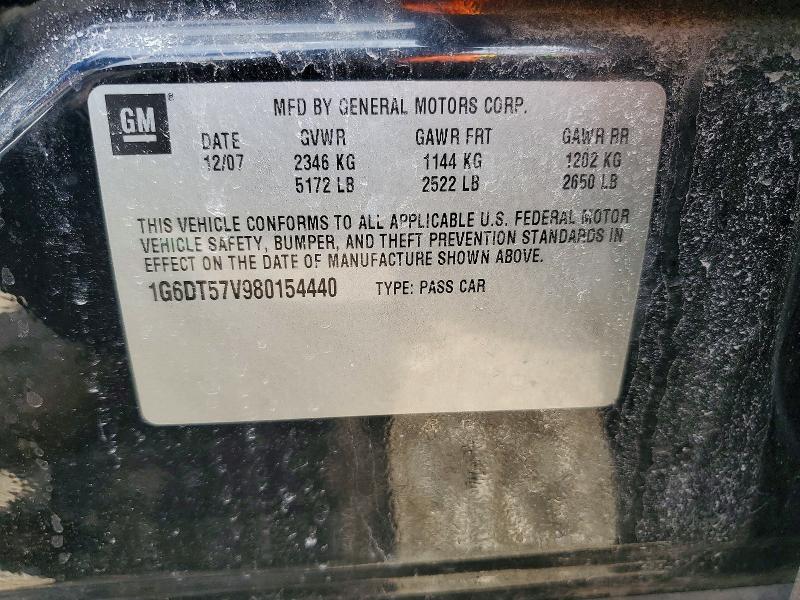 GM® MFD BY GENERAL MOTORS CORP.
DATE GVWR GAWR FRT GAWR RR
12/07 2346 KG 1144 KG 1202 KG
5172 LB 2522 LB 2650 LB
THIS VEHICLE CONFORMS TO ALL APPLICABLE U.S. FEDERAL MOTOR
VEHICLE SAFETY, BUMPER, AND THEFT PREVENTION STANDARDS IN
EFFECT ON THE DATE OF MANUFACTURE SHOWN ABOVE.
1G6DT57V980154440 TYPE: PASS CAR